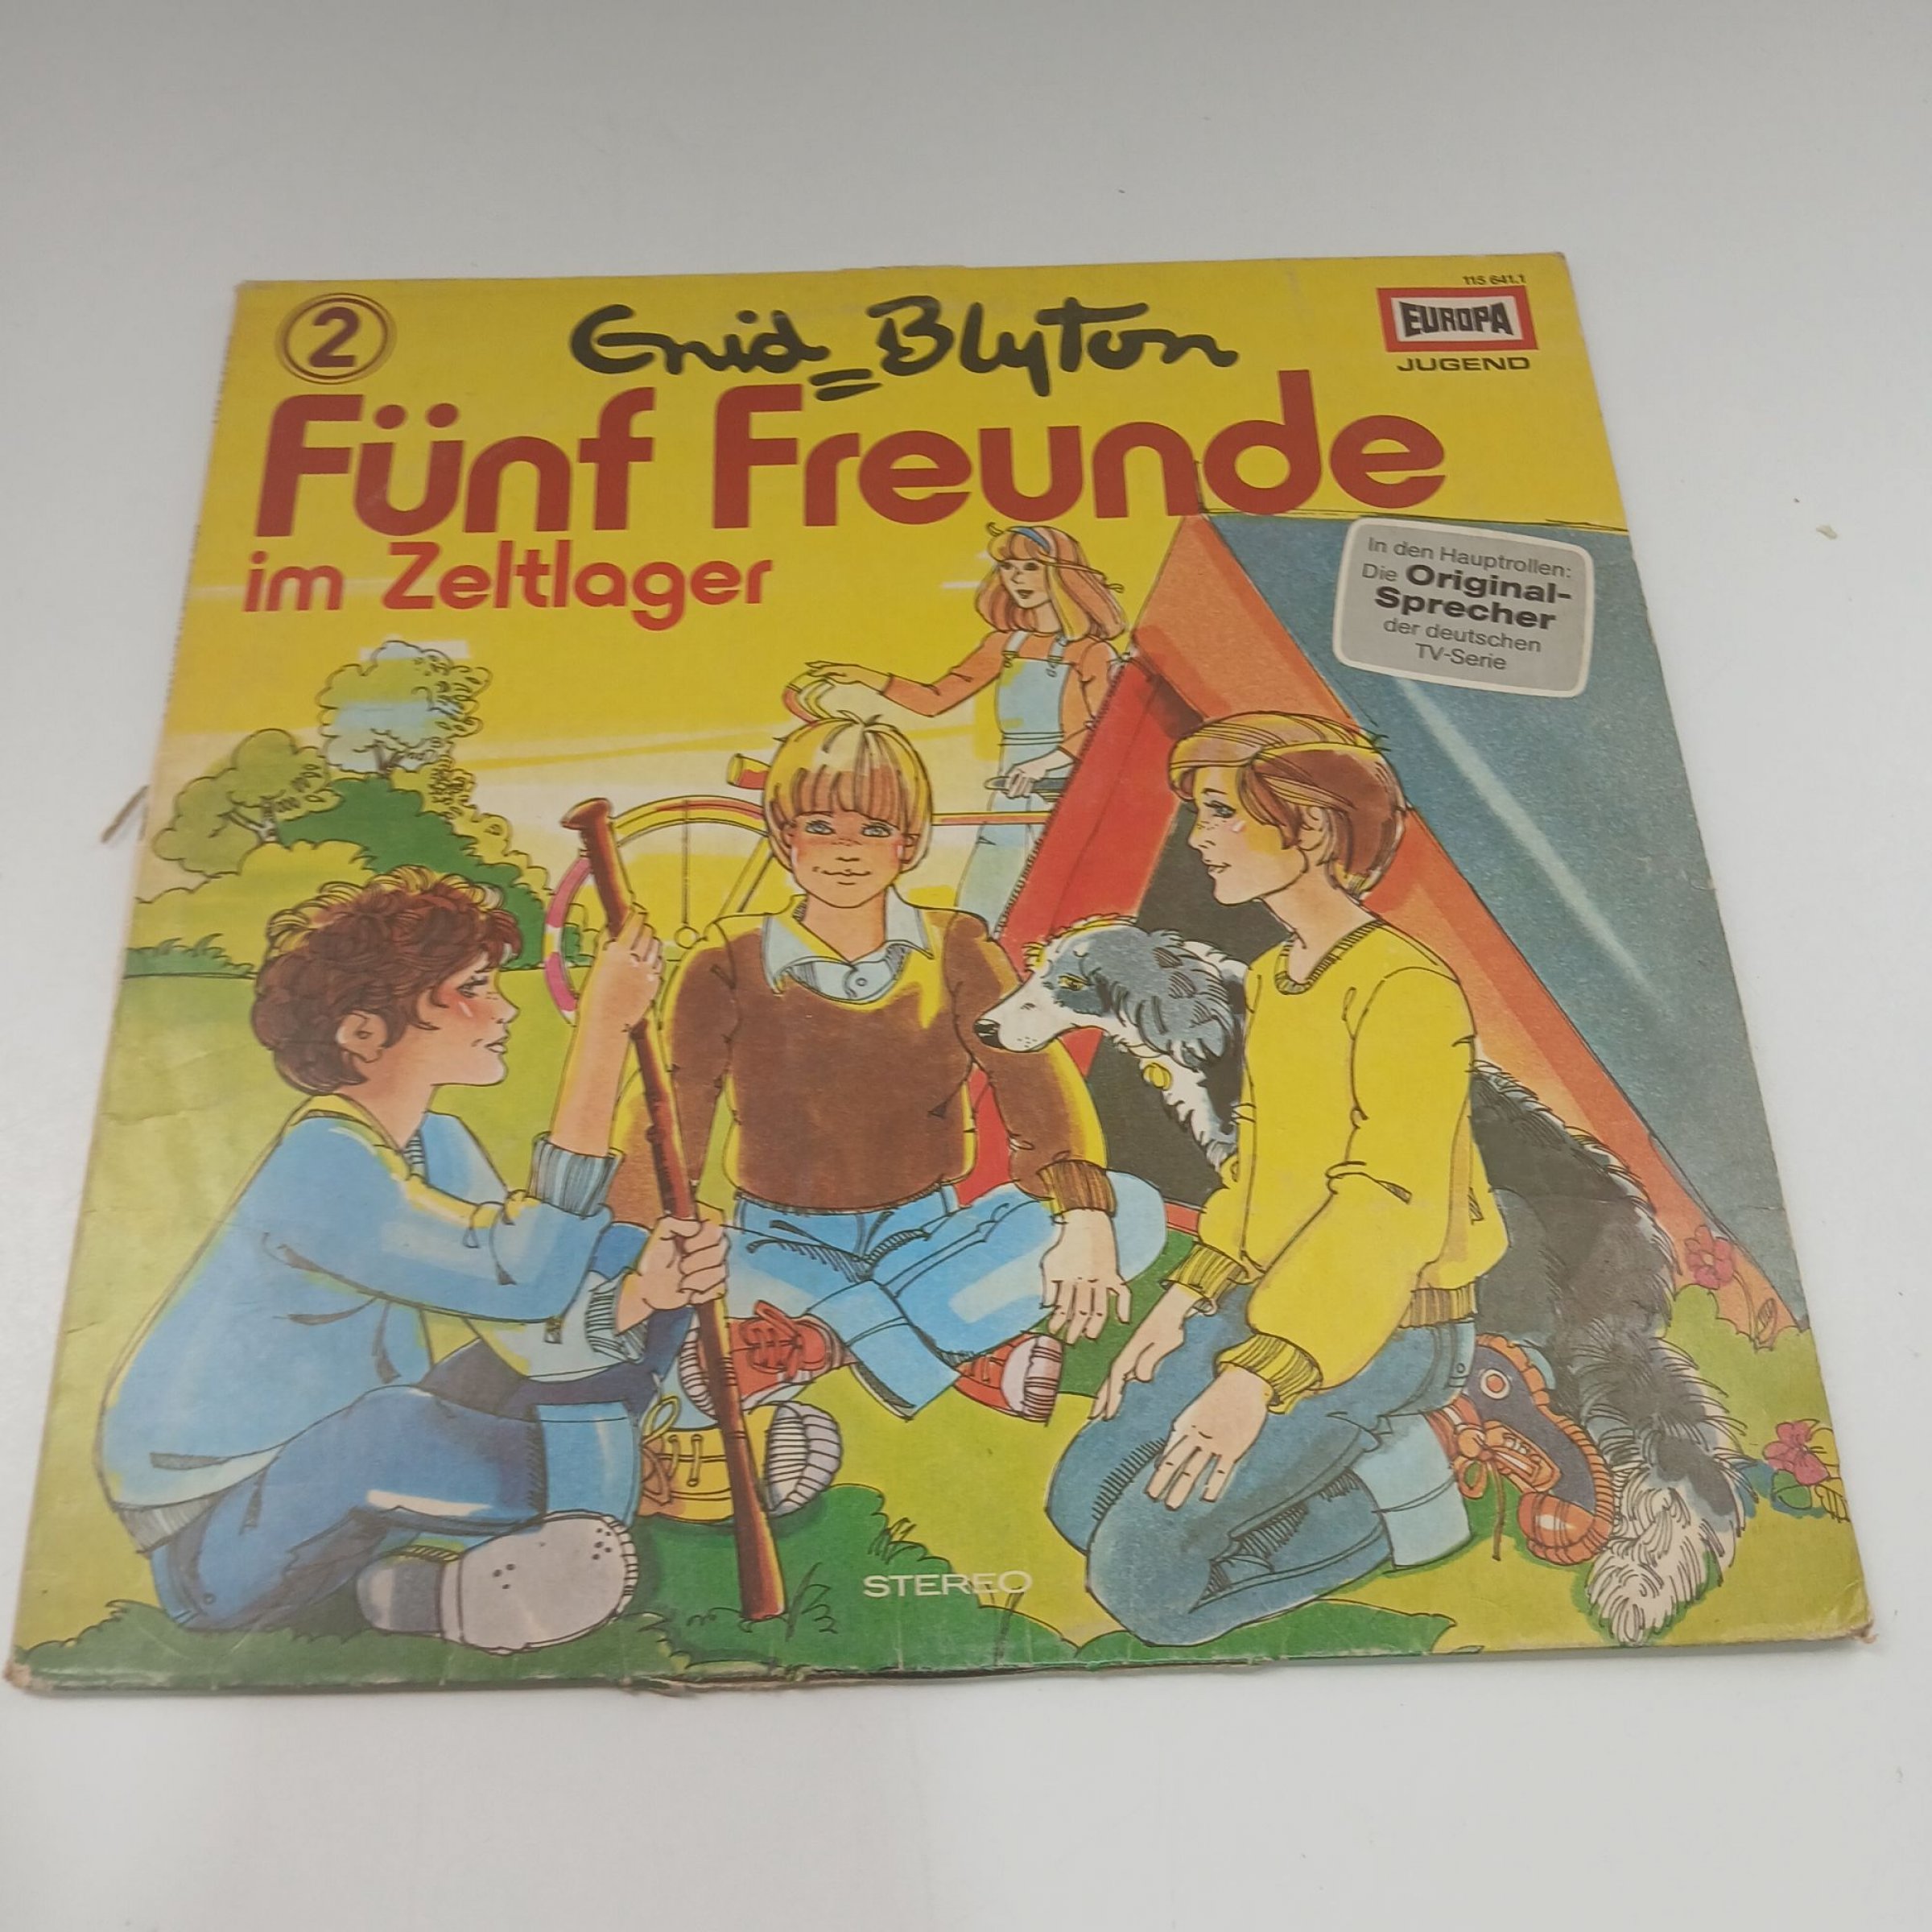 115 641.1
2
Enid Blyton
EUROPA
JUGEND
Fünf Freunde
im Zeltlager
In den Hauptrollen:
Die Original-
Sprecher
der deutschen
TV-Serie
STEREO